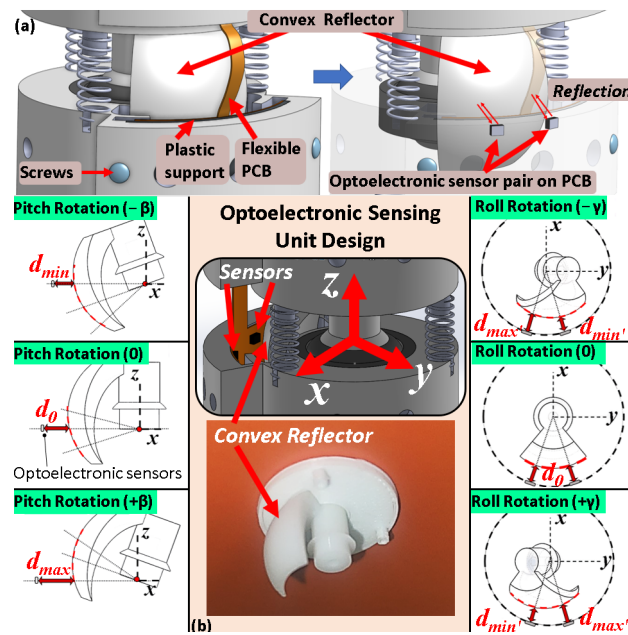 (a)
Convex Reflector
Reflection
Screws
Plastic
support
Flexible
PCB
Optoelectronic sensor pair on PCB
Pitch Rotation (− β)
z
d_min
x
Pitch Rotation (0)
z
d_0
x
Optoelectronic sensors
Pitch Rotation (+β)
z
d_max
x
Optoelectronic Sensing
Unit Design
Sensors
z
x
y
Convex Reflector
(b)
Roll Rotation (− γ)
x
y
d_max'
d_min'
Roll Rotation (0)
x
y
d_0
Roll Rotation (+γ)
x
y
d_min'
d_max'